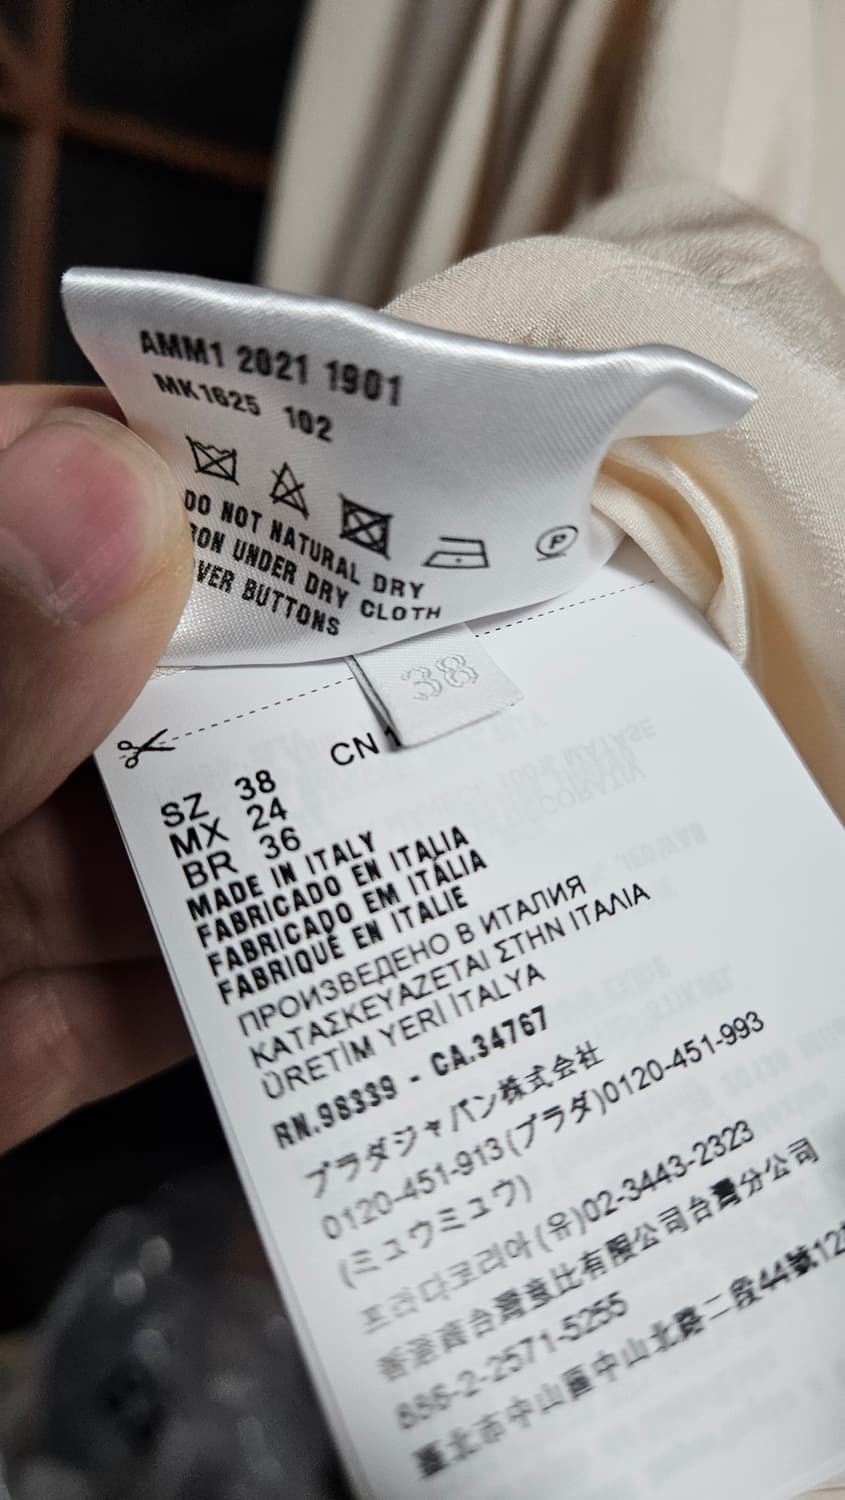 AMM1 2021 1901
MK1625 102
DO NOT NATURAL DRY
UNDER DRY CLOTH
BUTTONS
38
CN
SZ 38
MX 24
BR 36
MADE IN ITALY
FABRICADO EN ITALIA
FABRICADO EM ITÁLIA
FABRIQUÉ EN ITALIE
ПРОИЗВЕДЕНО В ИТАЛИЯ
ΚΑΤΑΣΚΕΥΑΖΕΤΑΙ ΣΤΗΝ ΙΤΑΛΙΑ
ÜRETİM YERİ İTALYA
RN.98339 - CA.34767
プラダジャパン株式会社
0120-451-913(プラダ)0120-451-993
(ミュウミュウ)
프라다코리아(유)02-3443-2323
香港商台灣普比有限公司台灣分公司
886-2-2571-5255
臺北市中山區中山北路二段44號